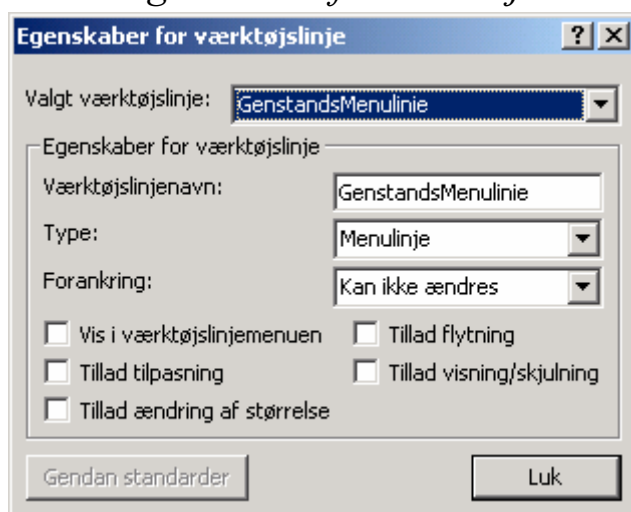 Egenskaber for værktøjslinje
Valgt værktøjslinje: GenstandsMenulinie
Egenskaber for værktøjslinje
Værktøjslinjenavn: GenstandsMenulinie
Type: Menulinje
Forankring: Kan ikke ændres
Vis i værktøjslinjemenuen Tillad flytning
Tillad tilpasning Tillad visning/skjulning
Tillad ændring af størrelse
Gendan standarder Luk